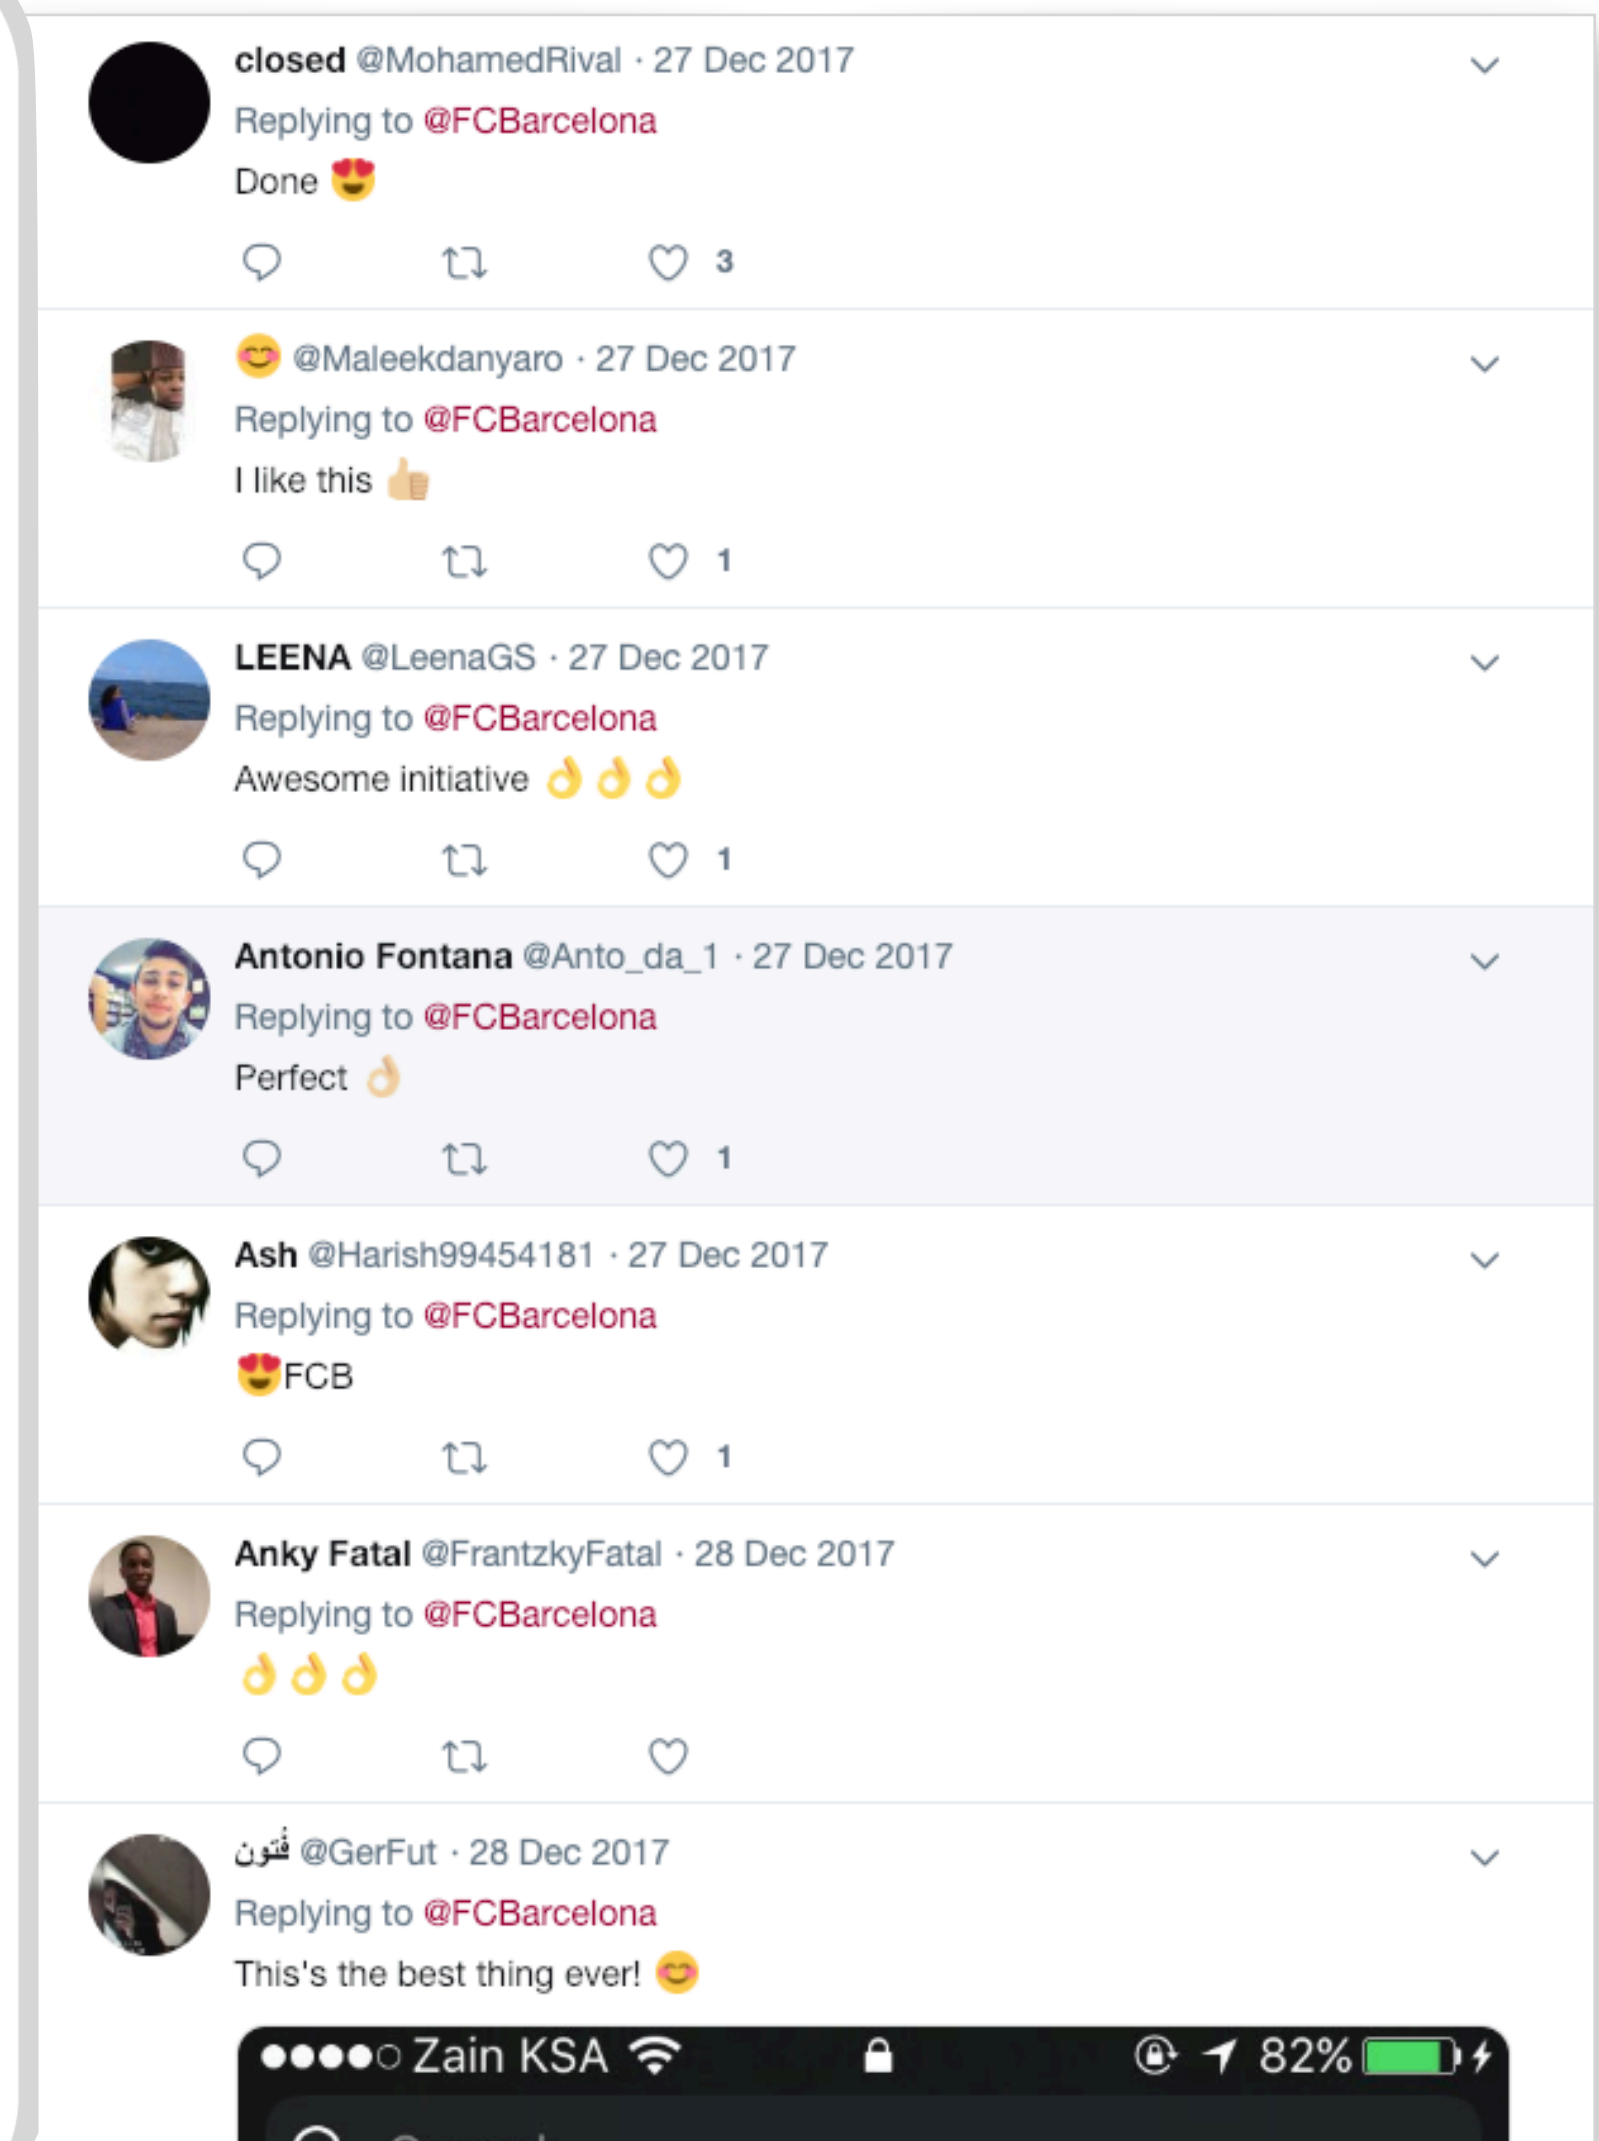 closed @MohamedRival · 27 Dec 2017
Replying to @FCBarcelona
Done 😍
3
😊 @Maleekdanyaro · 27 Dec 2017
Replying to @FCBarcelona
I like this 👍🏼
1
LEENA @LeenaGS · 27 Dec 2017
Replying to @FCBarcelona
Awesome initiative 👌👌👌
1
Antonio Fontana @Anto_da_1 · 27 Dec 2017
Replying to @FCBarcelona
Perfect 👌🏼
1
Ash @Harish99454181 · 27 Dec 2017
Replying to @FCBarcelona
😍FCB
1
Anky Fatal @FrantzkyFatal · 28 Dec 2017
Replying to @FCBarcelona
👌👌👌
فُتون @GerFut · 28 Dec 2017
Replying to @FCBarcelona
This's the best thing ever! 😊
Zain KSA 82%